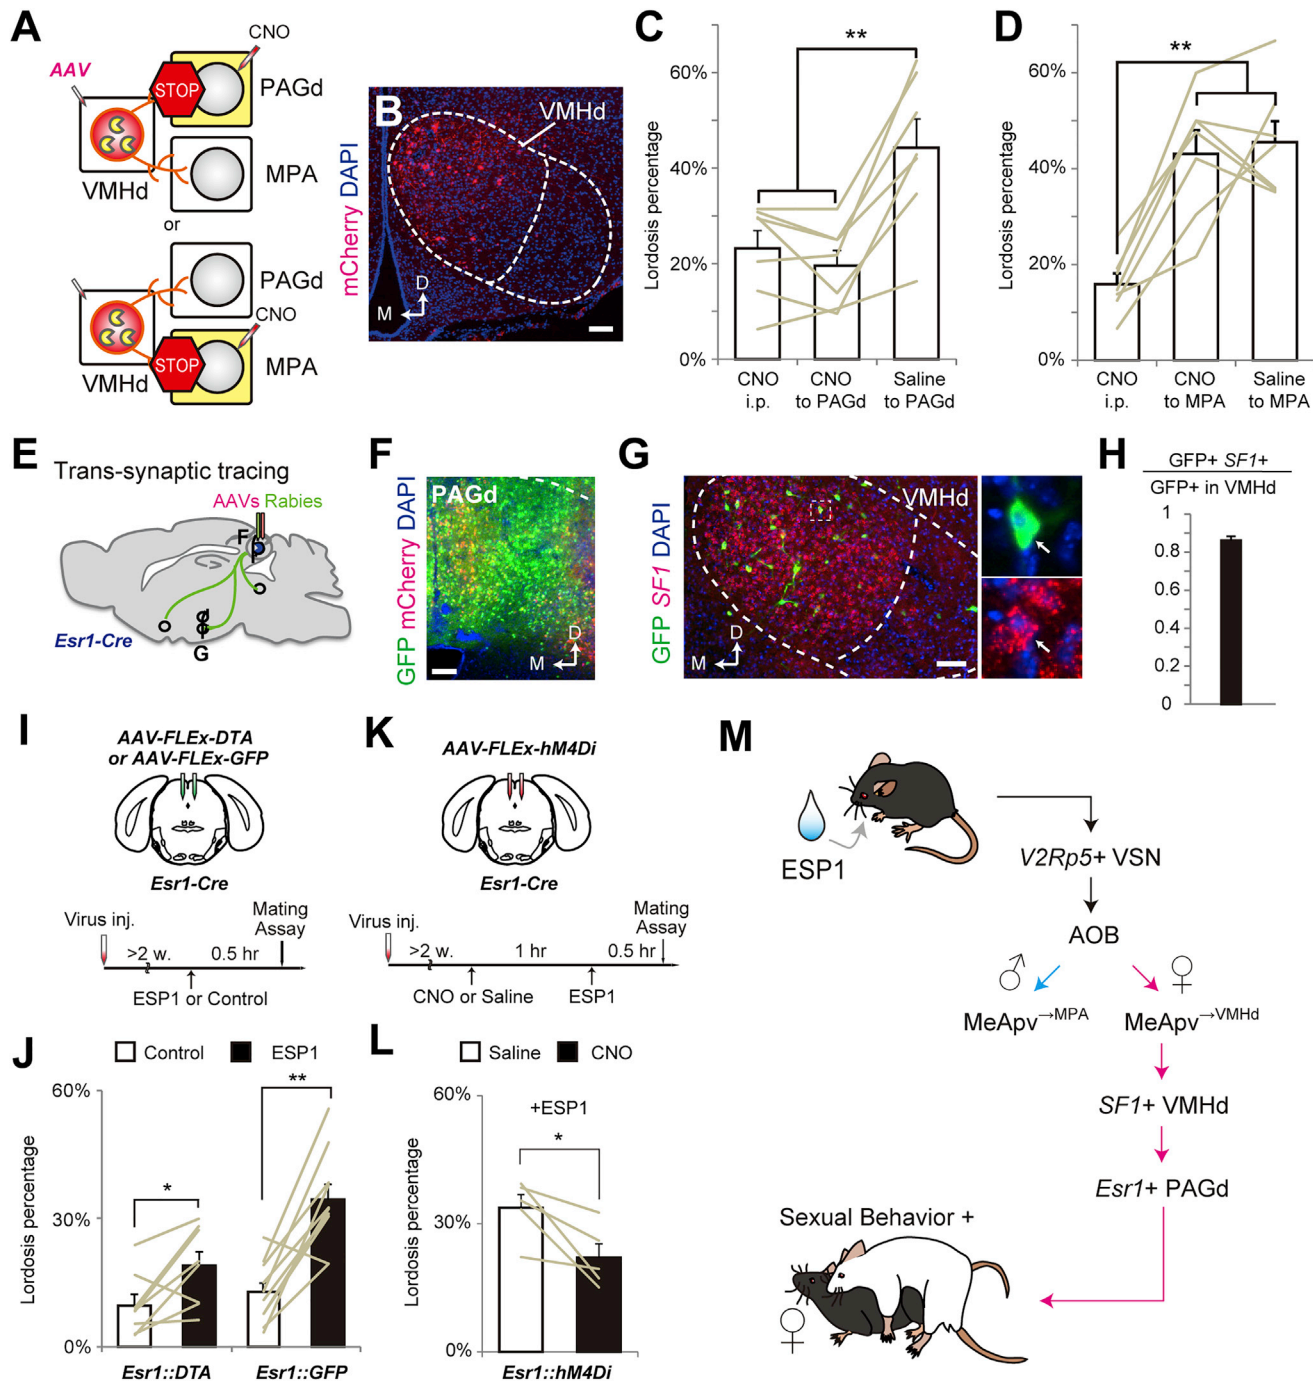 A
CNO
AAV
STOP
PAGd
VMHd
MPA
or
PAGd
CNO
VMHd
STOP
MPA
B
VMHd
mCherry DAPI
D
M
C
**
Lordosis percentage
60%
40%
20%
0%
CNO
i.p.
CNO
to PAGd
Saline
to PAGd
D
**
Lordosis percentage
60%
40%
20%
0%
CNO
i.p.
CNO
to MPA
Saline
to MPA
E
Trans-synaptic tracing
AAVs Rabies
F
Esr1-Cre
G
F
PAGd
GFP mCherry DAPI
D
M
G
VMHd
GFP SF1 DAPI
D
M
H
GFP+ SF1+
GFP+ in VMHd
1
0.8
0.6
0.4
0.2
0
I
AAV-FLEx-DTA
or AAV-FLEx-GFP
Esr1-Cre
Virus inj.
Mating
Assay
>2 w.
0.5 hr
ESP1 or Control
K
AAV-FLEx-hM4Di
Esr1-Cre
Virus inj.
Mating
Assay
>2 w.
1 hr
0.5 hr
CNO or Saline
ESP1
J
Control
ESP1
Lordosis percentage
60%
30%
0%
*
**
Esr1::DTA
Esr1::GFP
L
Saline
CNO
Lordosis percentage
60%
30%
0%
+ESP1
*
Esr1::hM4Di
M
ESP1
V2Rp5+ VSN
AOB
♂
♀
MeApv→MPA
MeApv→VMHd
SF1+ VMHd
Esr1+ PAGd
Sexual Behavior +
♀